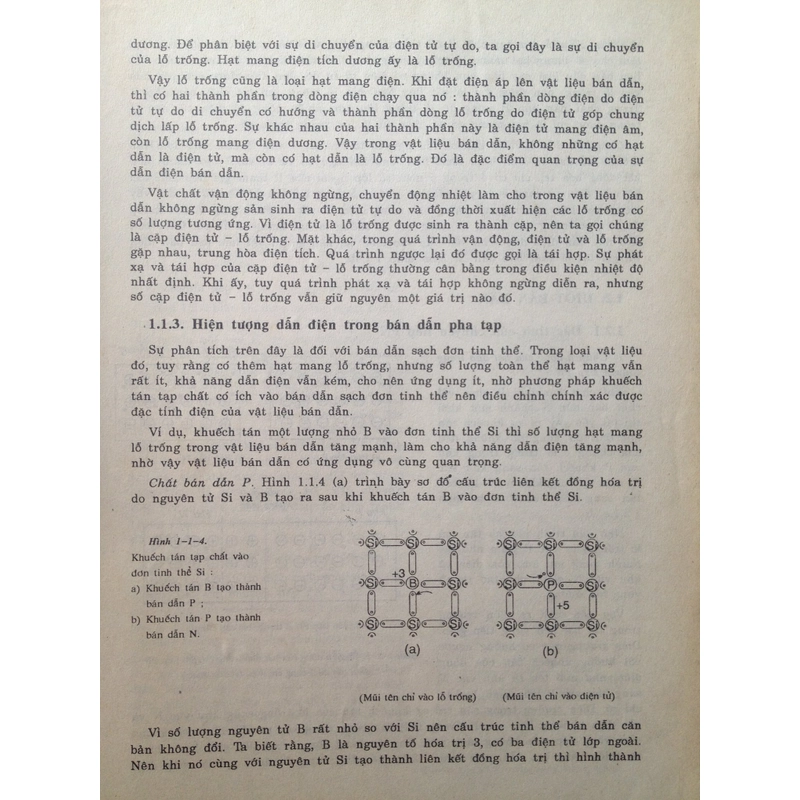 dương. Để phân biệt với sự di chuyển của điện tử tự do, ta gọi đây là sự di chuyển
của lỗ trống. Hạt mang điện tích dương ấy là lỗ trống.
Vậy lỗ trống cũng là loại hạt mang điện. Khi đặt điện áp lên vật liệu bán dẫn,
thì có hai thành phần trong dòng điện chạy qua nó : thành phần dòng điện do điện
tử tự do di chuyển có hướng và thành phần dòng lỗ trống do điện tử góp chung
dịch lấp lỗ trống. Sự khác nhau của hai thành phần này là điện tử mang điện âm,
còn lỗ trống mang điện dương. Vậy trong vật liệu bán dẫn, không những có hạt
dẫn là điện tử, mà còn có hạt dẫn là lỗ trống. Đó là đặc điểm quan trọng của sự
dẫn điện bán dẫn.
Vật chất vận động không ngừng, chuyển động nhiệt làm cho trong vật liệu bán
dẫn không ngừng sản sinh ra điện tử tự do và đồng thời xuất hiện các lỗ trống có
số lượng tương ứng. Vì điện tử là lỗ trống được sinh ra thành cặp, nên ta gọi chúng
là cặp điện tử – lỗ trống. Mặt khác, trong quá trình vận động, điện tử và lỗ trống
gặp nhau, trung hòa điện tích. Quá trình ngược lại đó được gọi là tái hợp. Sự phát
xạ và tái hợp của cặp điện tử – lỗ trống thường cân bằng trong điều kiện nhiệt độ
nhất định. Khi ấy, tuy quá trình phát xạ và tái hợp không ngừng diễn ra, nhưng
số cặp điện tử – lỗ trống vẫn giữ nguyên một giá trị nào đó.
1.1.3. Hiện tượng dẫn điện trong bán dẫn pha tạp
Sự phân tích trên đây là đối với bán dẫn sạch đơn tinh thể. Trong loại vật liệu
đó, tuy rằng có thêm hạt mang lỗ trống, nhưng số lượng toàn thể hạt mang vẫn
rất ít, khả năng dẫn điện vẫn kém, cho nên ứng dụng ít, nhờ phương pháp khuếch
tán tạp chất có ích vào bán dẫn sạch đơn tinh thể nên điều chỉnh chính xác được
đặc tính điện của vật liệu bán dẫn.
Ví dụ, khuếch tán một lượng nhỏ B vào đơn tinh thể Si thì số lượng hạt mang
lỗ trống trong vật liệu bán dẫn tăng mạnh, làm cho khả năng dẫn điện tăng mạnh,
nhờ vậy vật liệu bán dẫn có ứng dụng vô cùng quan trọng.
Chất bán dẫn P. Hình 1.1.4 (a) trình bày sơ đồ cấu trúc liên kết đồng hóa trị
do nguyên tử Si và B tạo ra sau khi khuếch tán B vào đơn tinh thể Si.
Hình 1-1-4.
Khuếch tán tạp chất vào
đơn tinh thể Si :
a) Khuếch tán B tạo thành
bán dẫn P ;
b) Khuếch tán P tạo thành
bán dẫn N.
Si Si Si
+3
Si B Si
Si Si Si
(a)
Si Si Si
Si P Si
+5
Si Si Si
(b)
(Mũi tên chỉ vào lỗ trống)
(Mũi tên chỉ vào điện tử)
Vì số lượng nguyên tử B rất nhỏ so với Si nên cấu trúc tinh thể bán dẫn căn
bản không đổi. Ta biết rằng, B là nguyên tố hóa trị 3, có ba điện tử lớp ngoài.
Nên khi nó cùng với nguyên tử Si tạo thành liên kết đồng hóa trị thì hình thành